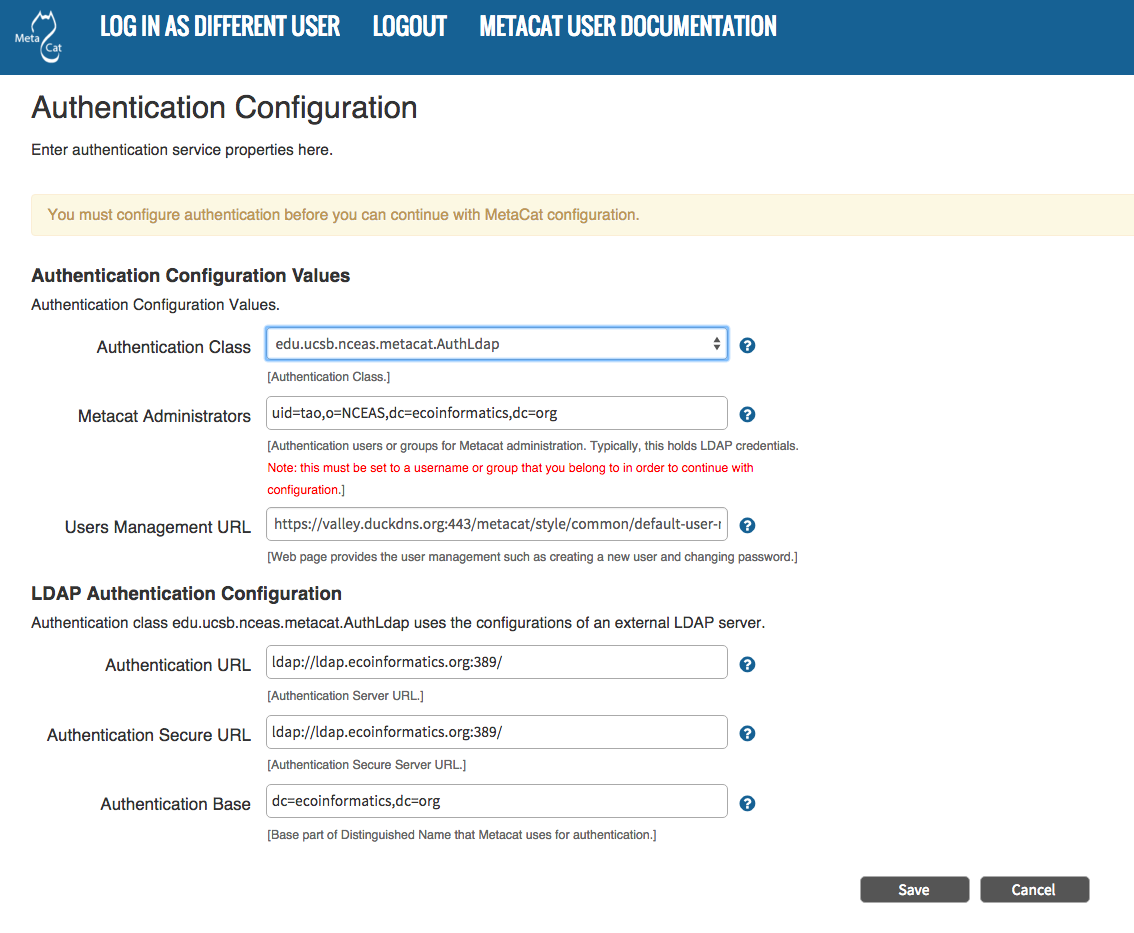 Meta Cat
LOG IN AS DIFFERENT USER LOGOUT METACAT USER DOCUMENTATION
Authentication Configuration
Enter authentication service properties here.
You must configure authentication before you can continue with MetaCat configuration.
Authentication Configuration Values
Authentication Configuration Values.
Authentication Class edu.ucsb.nceas.metacat.AuthLdap ?
[Authentication Class.]
Metacat Administrators uid=tao,o=NCEAS,dc=ecoinformatics,dc=org ?
[Authentication users or groups for Metacat administration. Typically, this holds LDAP credentials.
Note: this must be set to a username or group that you belong to in order to continue with
configuration.]
Users Management URL https://valley.duckdns.org:443/metacat/style/common/default-user- ?
[Web page provides the user management such as creating a new user and changing password.]
LDAP Authentication Configuration
Authentication class edu.ucsb.nceas.metacat.AuthLdap uses the configurations of an external LDAP server.
Authentication URL ldap://ldap.ecoinformatics.org:389/ ?
[Authentication Server URL.]
Authentication Secure URL ldap://ldap.ecoinformatics.org:389/ ?
[Authentication Secure Server URL.]
Authentication Base dc=ecoinformatics,dc=org ?
[Base part of Distinguished Name that Metacat uses for authentication.]
Save Cancel